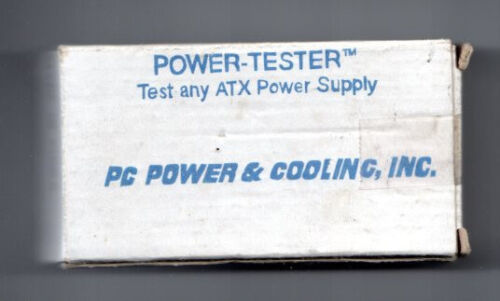 POWER-TESTER™
Test any ATX Power Supply
PC POWER & COOLING, INC.